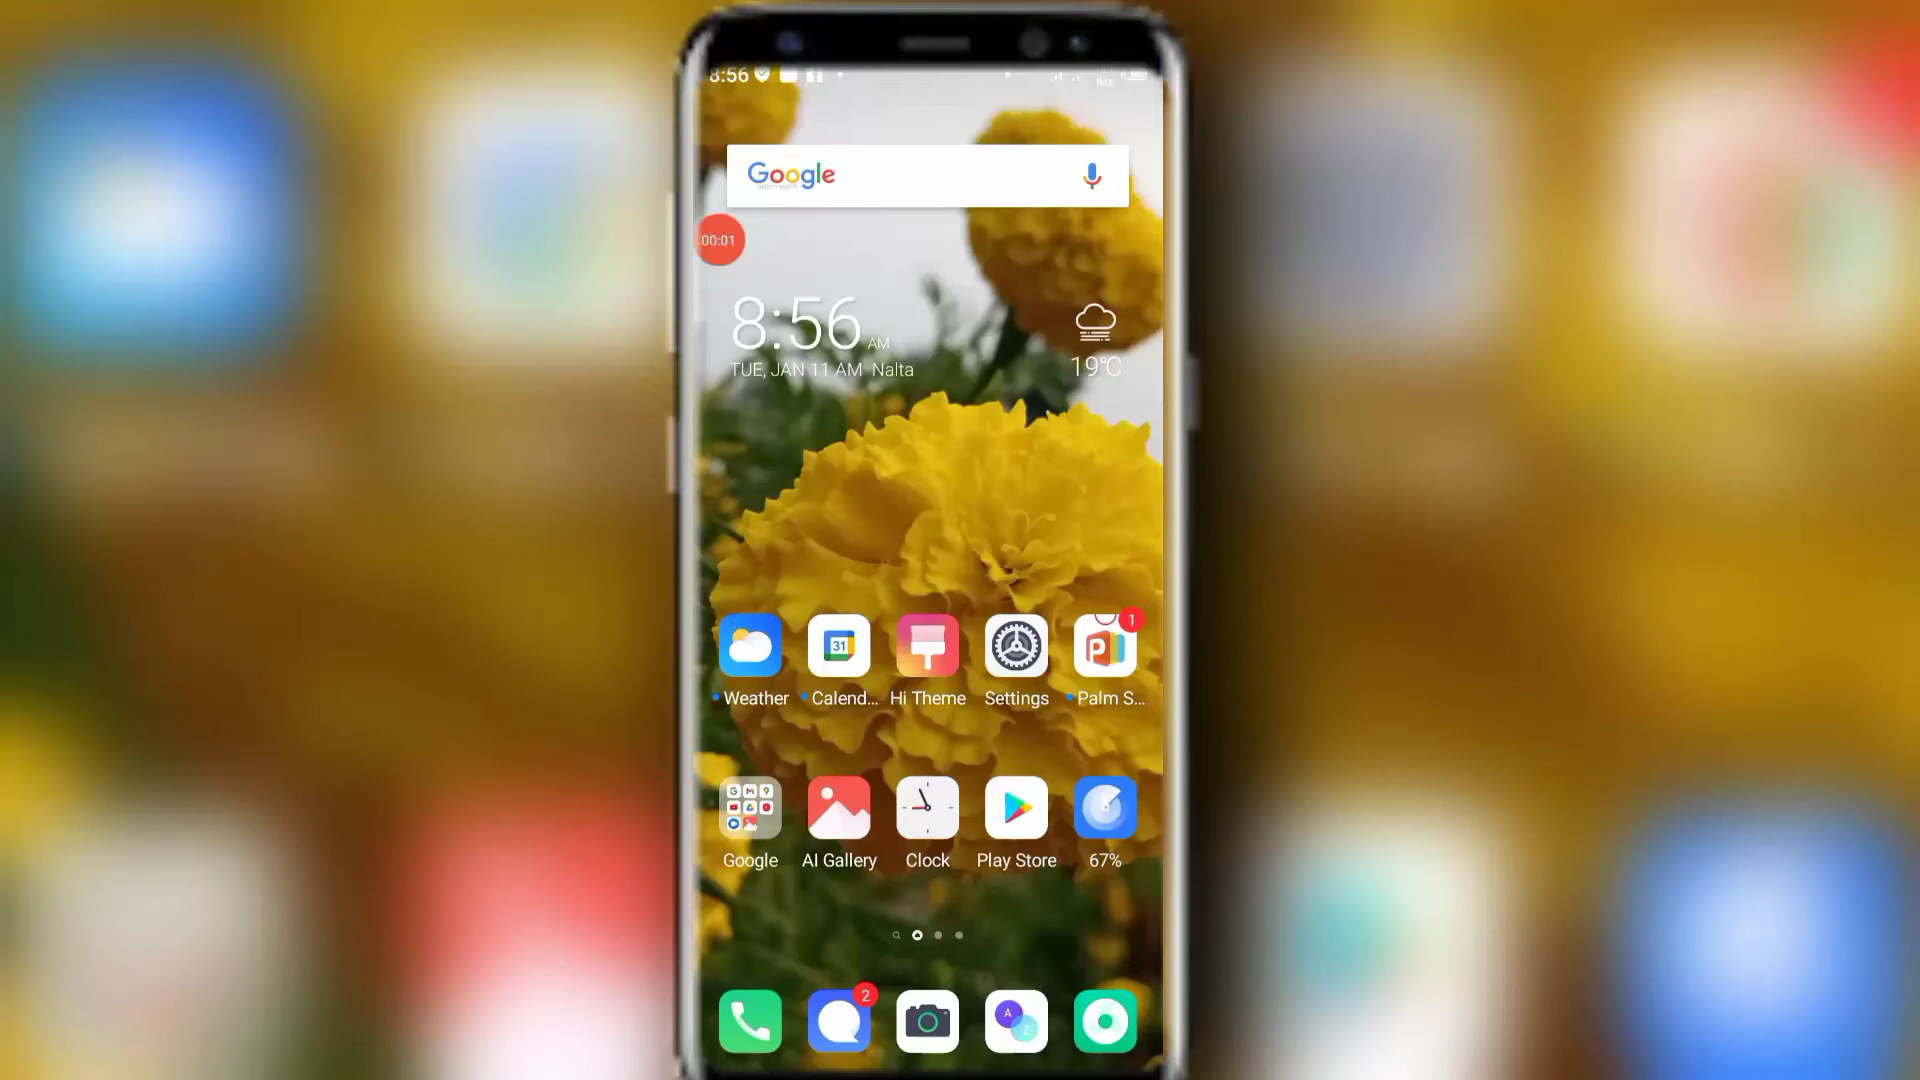 8:56
Google
00:01
8:56 AM
TUE, JAN 11 AM Nalta
19°C
31
1
Weather
Calend...
Hi Theme
Settings
Palm S...
Google
AI Gallery
Clock
Play Store
67%
2
A
Z